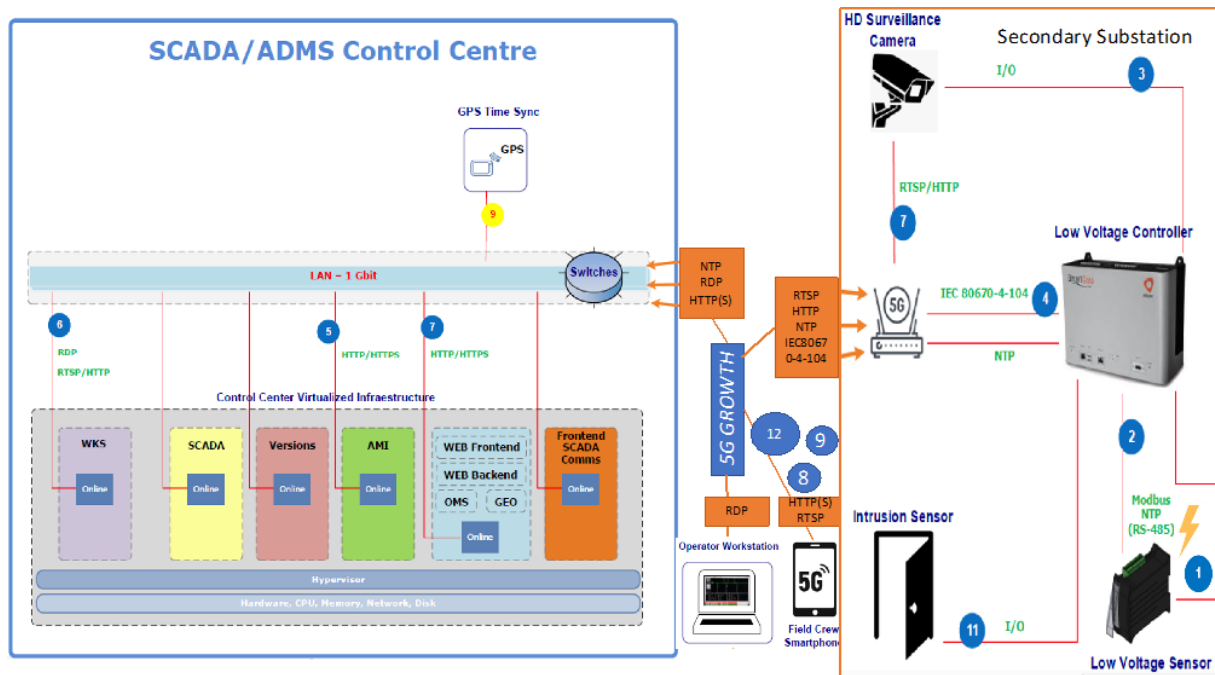 SCADA/ADMS Control Centre
GPS Time Sync
GPS
9
LAN – 1 Gbit
Switches
6
RDP
RTSP/HTTP
5
HTTP/HTTPS
7
HTTP/HTTPS
Control Center Virtualized Infraestructure
WKS
Online
SCADA
Online
Versions
Online
AMI
Online
WEB Frontend
WEB Backend
OMS
GEO
Online
Frontend
SCADA
Comms
Online
Hypervisor
Hardware, CPU, Memory, Network, Disk
NTP
RDP
HTTP(S)
5G GROWTH
RTSP
HTTP
NTP
IEC8067
0-4-104
12
9
8
RDP
HTTP(S)
RTSP
Operator Workstation
5G
Field Crew
Smartphone
HD Surveillance
Camera
Secondary Substation
I/O
3
RTSP/HTTP
7
Low Voltage Controller
5G
IEC 80670-4-104
4
NTP
2
Modbus
NTP
(RS-485)
1
Intrusion Sensor
11
I/O
Low Voltage Sensor